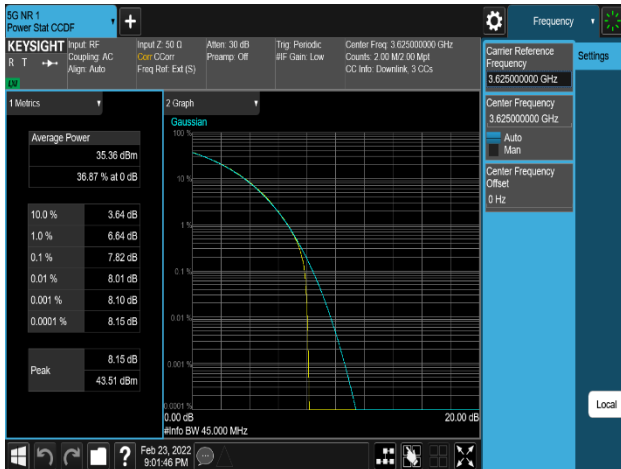 5G NR 1
Power Stat CCDF
Frequency
KEYSIGHT
R T
Input: RF
Coupling: AC
Align: Auto
Input Z: 50 Ω
Corr CCorr
Freq Ref: Ext (S)
Atten: 30 dB
Preamp: Off
Trig: Periodic
#IF Gain: Low
Center Freq: 3.625000000 GHz
Counts: 2.00 M/2.00 Mpt
CC Info: Downlink, 3 CCs
Carrier Reference
Frequency
3.625000000 GHz
Settings
Center Frequency
3.625000000 GHz
Auto
Man
Center Frequency
Offset
0 Hz
Local
1 Metrics
Average Power
35.36 dBm
36.87 % at 0 dB
10.0 % 3.64 dB
1.0 % 6.64 dB
0.1 % 7.82 dB
0.01 % 8.01 dB
0.001 % 8.10 dB
0.0001 % 8.15 dB
Peak 8.15 dB
43.51 dBm
2 Graph
Gaussian
100 %
10 %
1 %
0.1 %
0.01 %
0.001 %
0.0001 %
0.00 dB 20.00 dB
#Info BW 45.000 MHz
Feb 23, 2022
9:01:46 PM